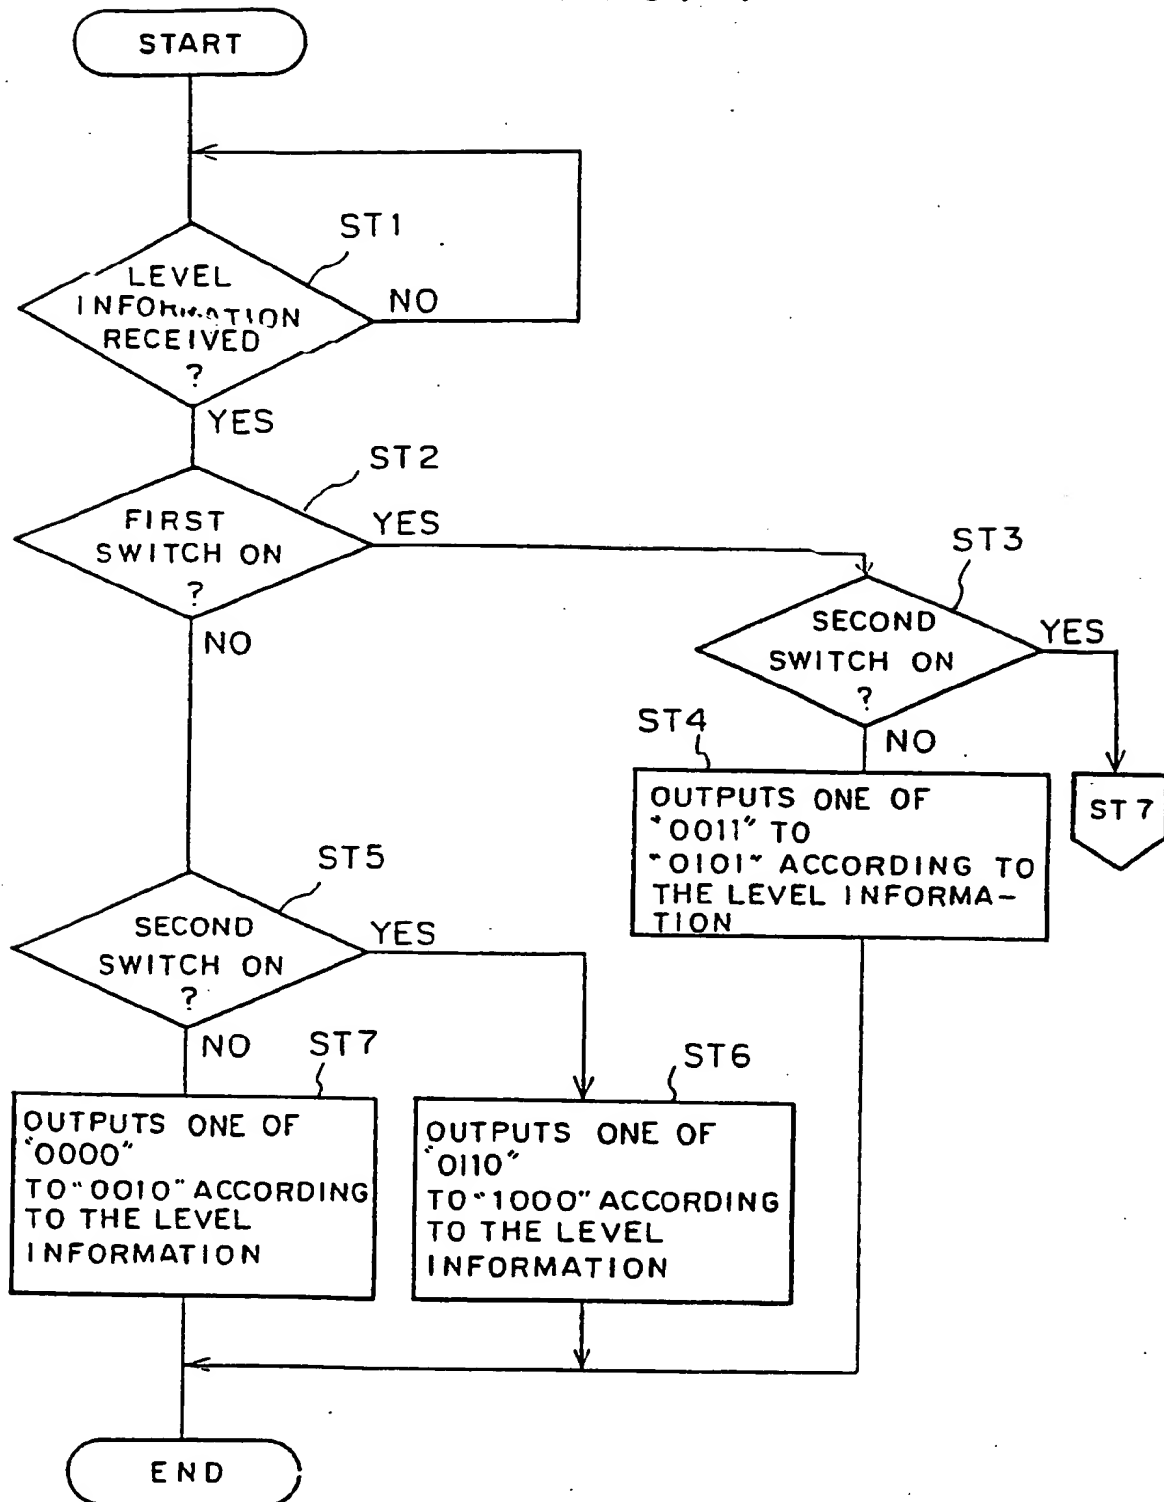 START
ST1
LEVEL
INFORMATION
RECEIVED
?
NO
YES
ST2
FIRST
SWITCH ON
?
YES
NO
ST3
SECOND
SWITCH ON
?
YES
NO
ST4
OUTPUTS ONE OF
"0011" TO
"0101" ACCORDING TO
THE LEVEL INFORMA-
TION
ST7
ST5
SECOND
SWITCH ON
?
YES
NO
ST7
OUTPUTS ONE OF
"0000"
TO "0010" ACCORDING
TO THE LEVEL
INFORMATION
ST6
OUTPUTS ONE OF
"0110"
TO "1000" ACCORDING
TO THE LEVEL
INFORMATION
END